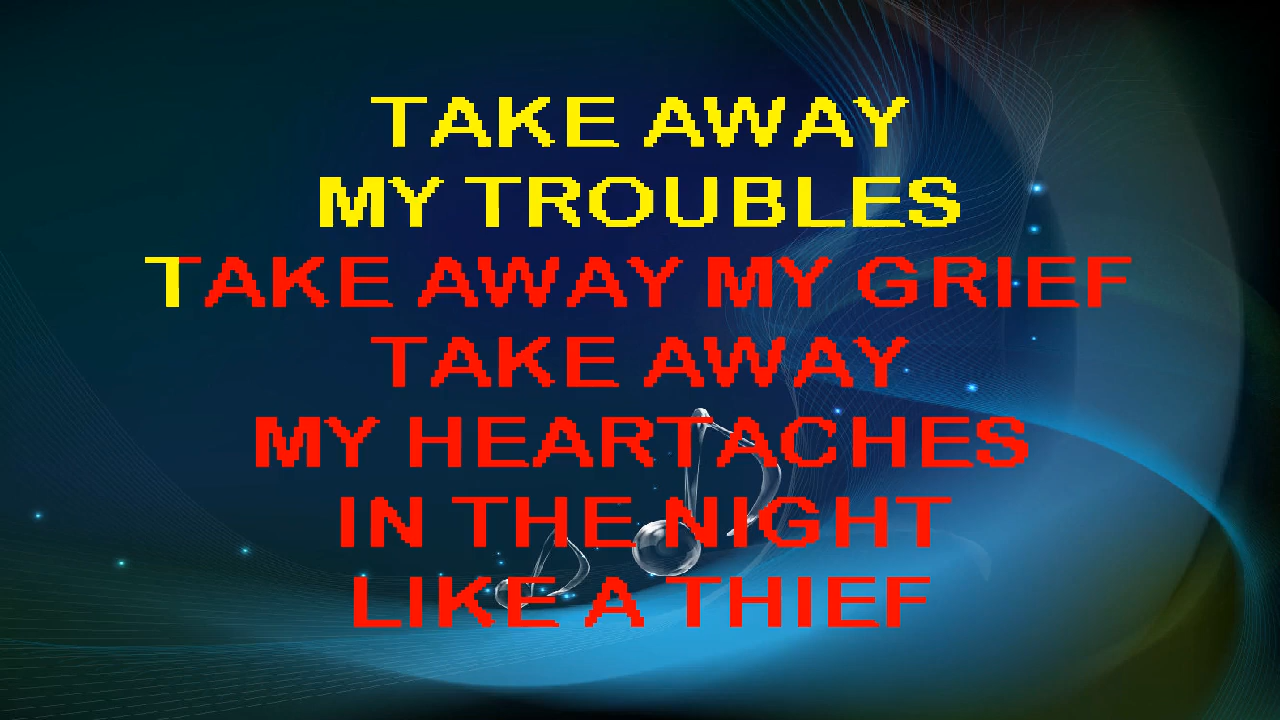 TAKE AWAY
MY TROUBLES
TAKE AWAY MY GRIEF
TAKE AWAY
MY HEARTACHES
IN THE NIGHT
LIKE A THIEF